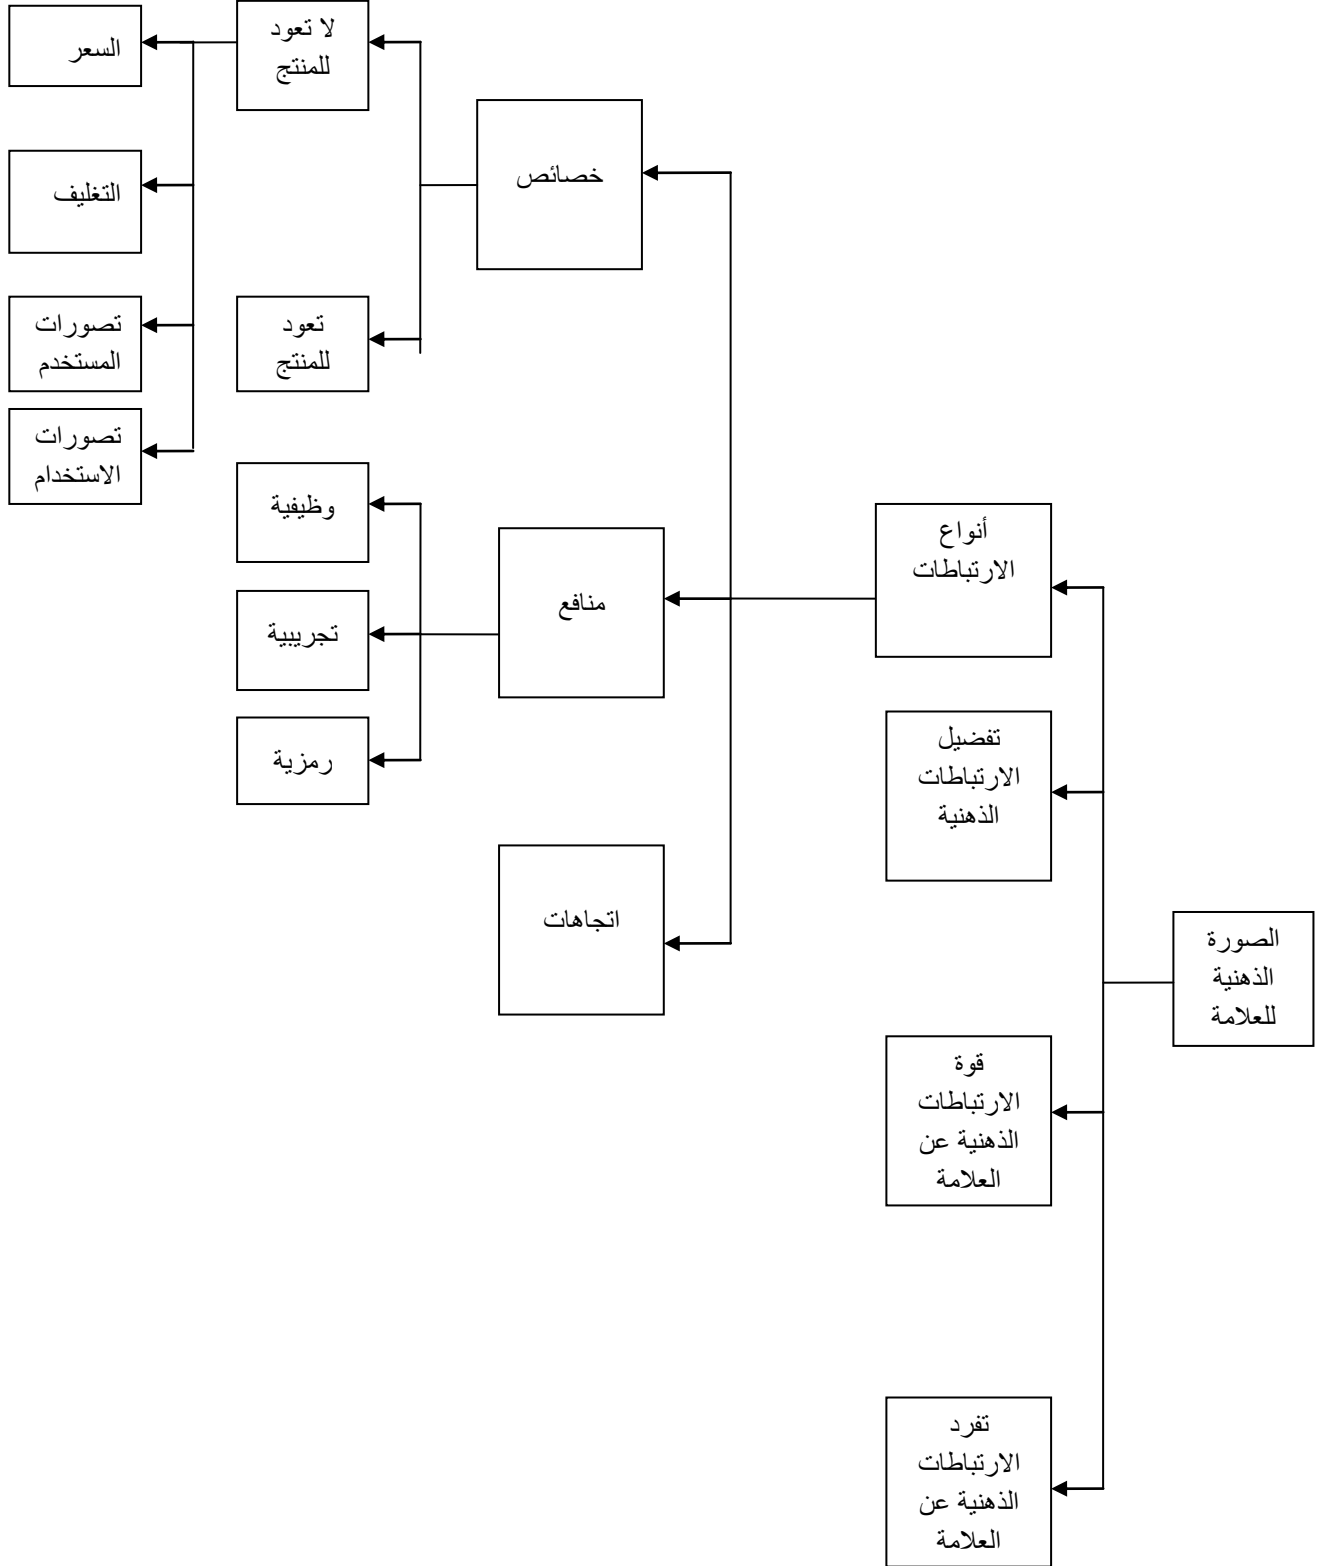 الصورة
الذهنية
للعلامة
أنواع
الارتباطات
تفضيل
الارتباطات
الذهنية
قوة
الارتباطات
الذهنية عن
العلامة
تفرد
الارتباطات
الذهنية عن
العلامة
خصائص
منافع
اتجاهات
لا تعود
للمنتج
تعود
للمنتج
وظيفية
تجريبية
رمزية
السعر
التغليف
تصورات
المستخدم
تصورات
الاستخدام